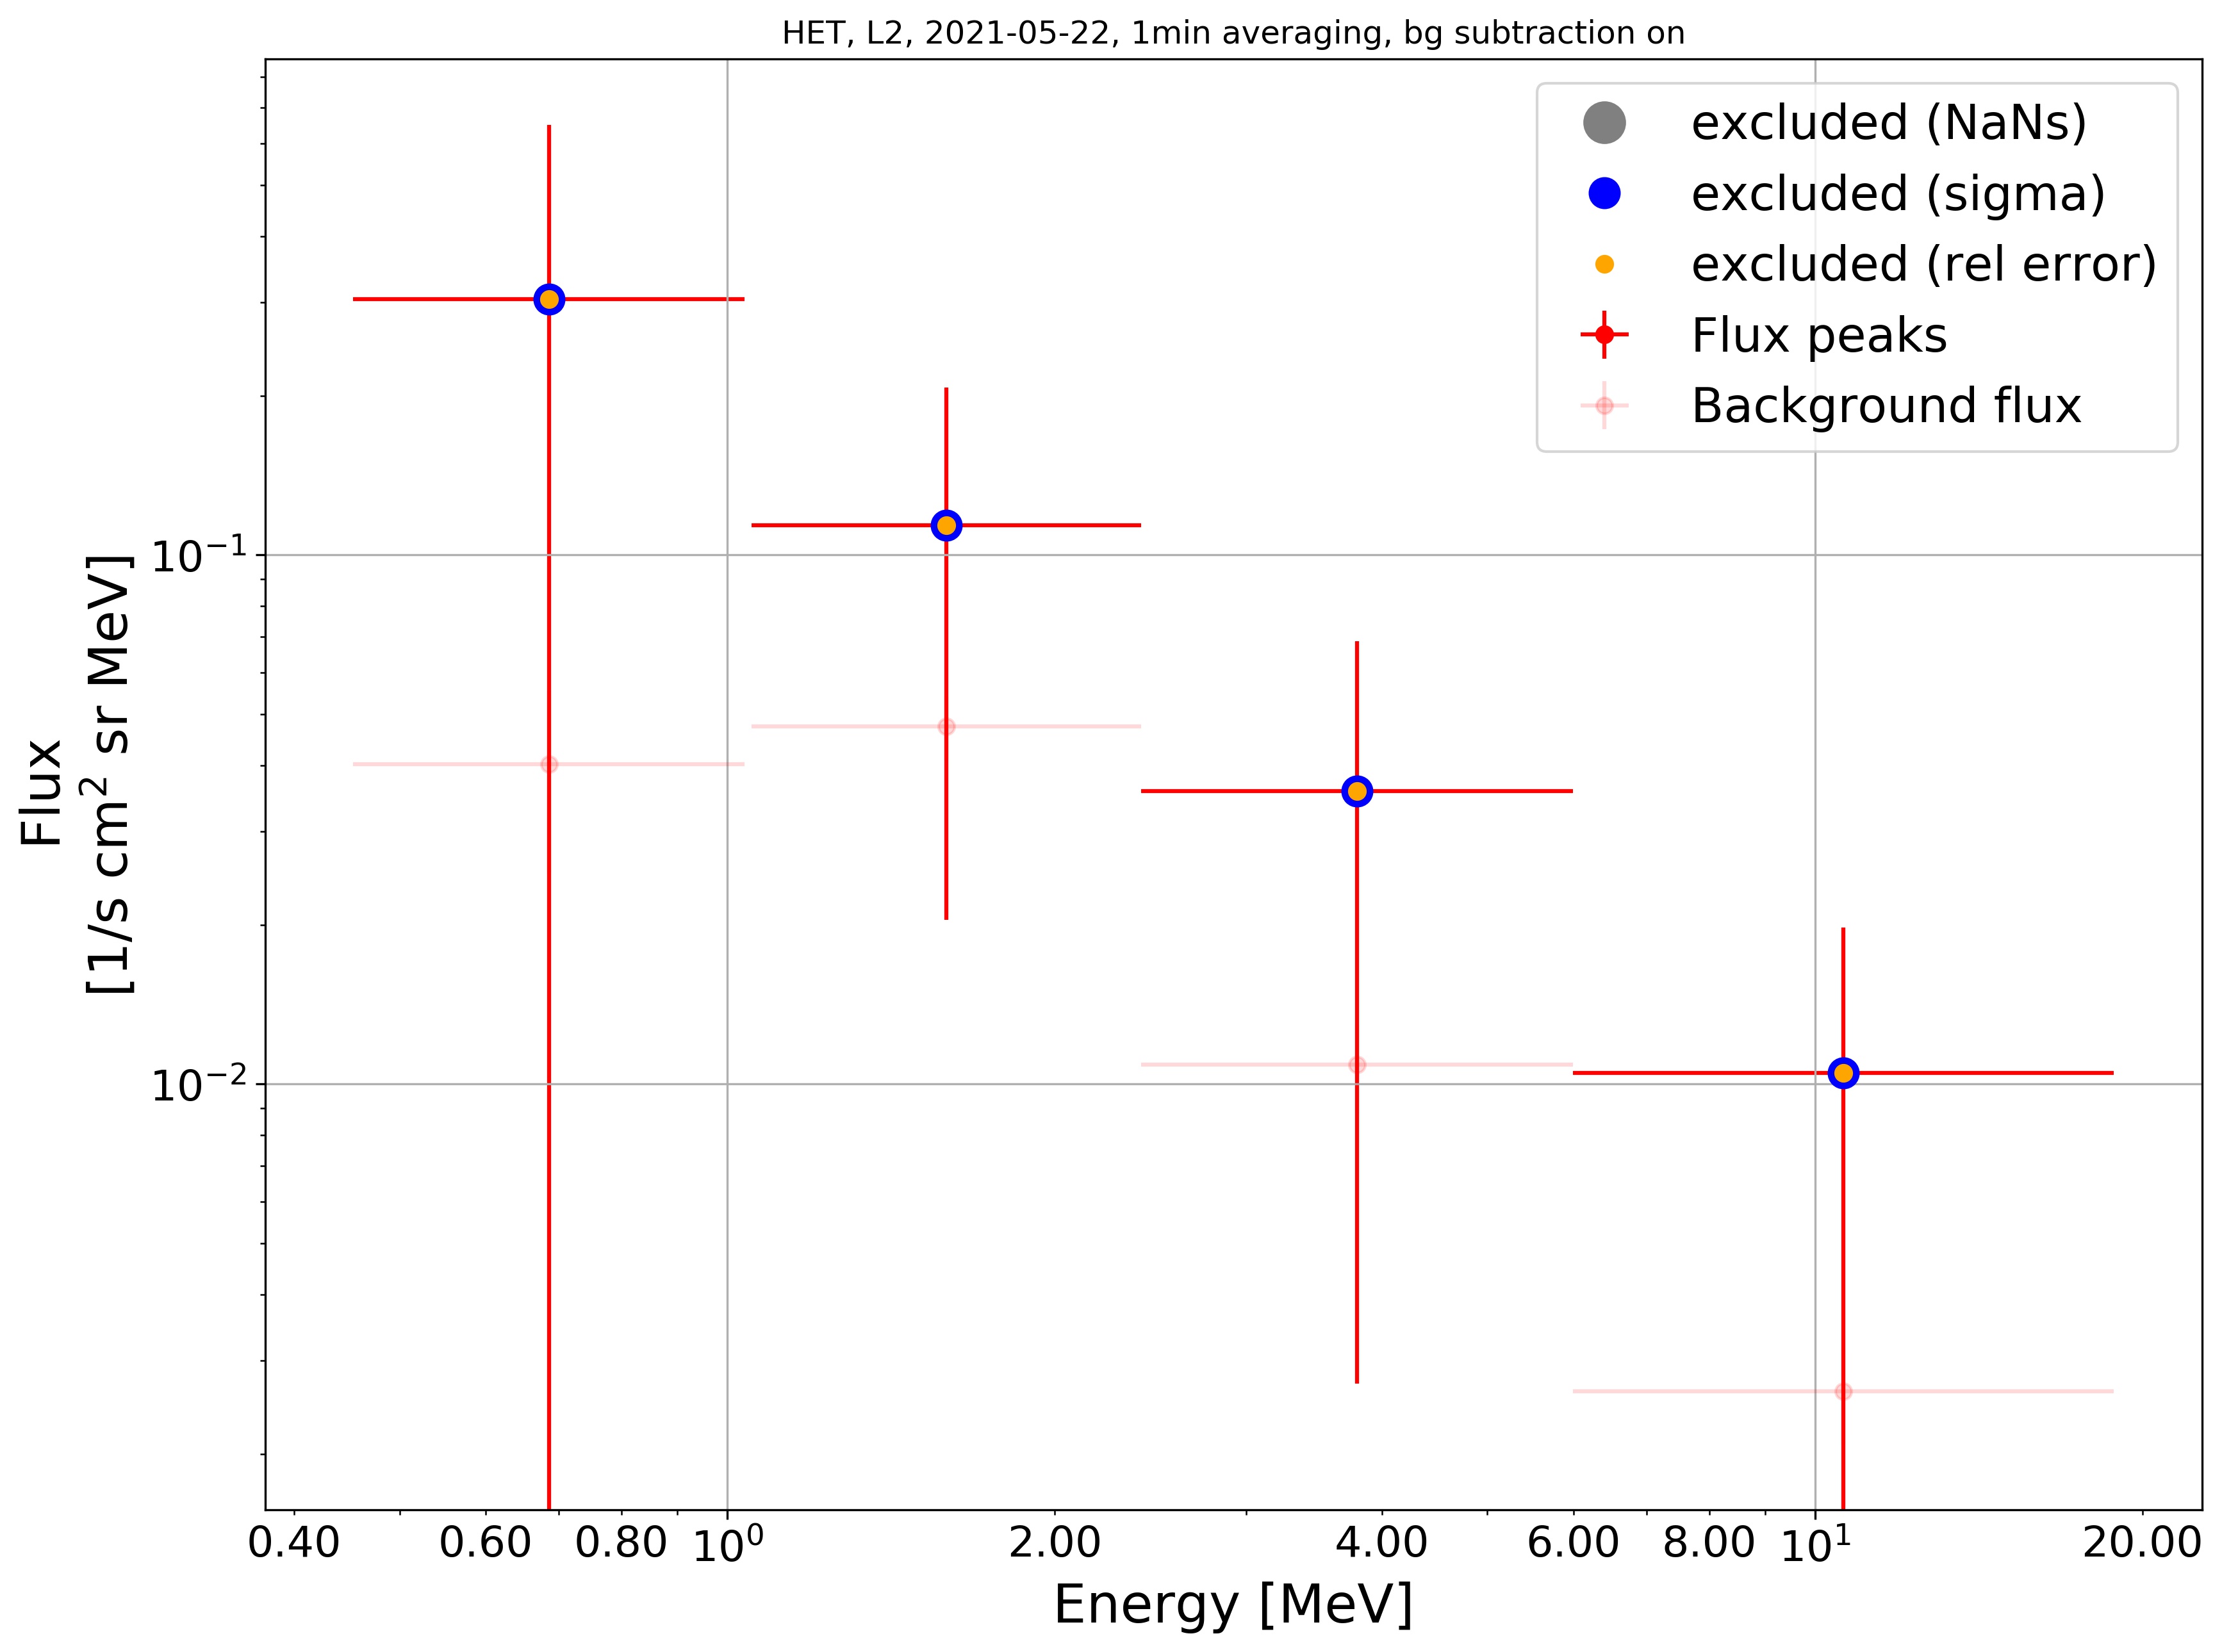 HET, L2, 2021-05-22, 1min averaging, bg subtraction on
excluded (NaNs)
excluded (sigma)
excluded (rel error)
Flux peaks
Background flux
Flux
[1/s cm² sr MeV]
10⁻¹
10⁻²
0.40 0.60 0.80 10⁰ 2.00 4.00 6.00 8.00 10¹ 20.00
Energy [MeV]